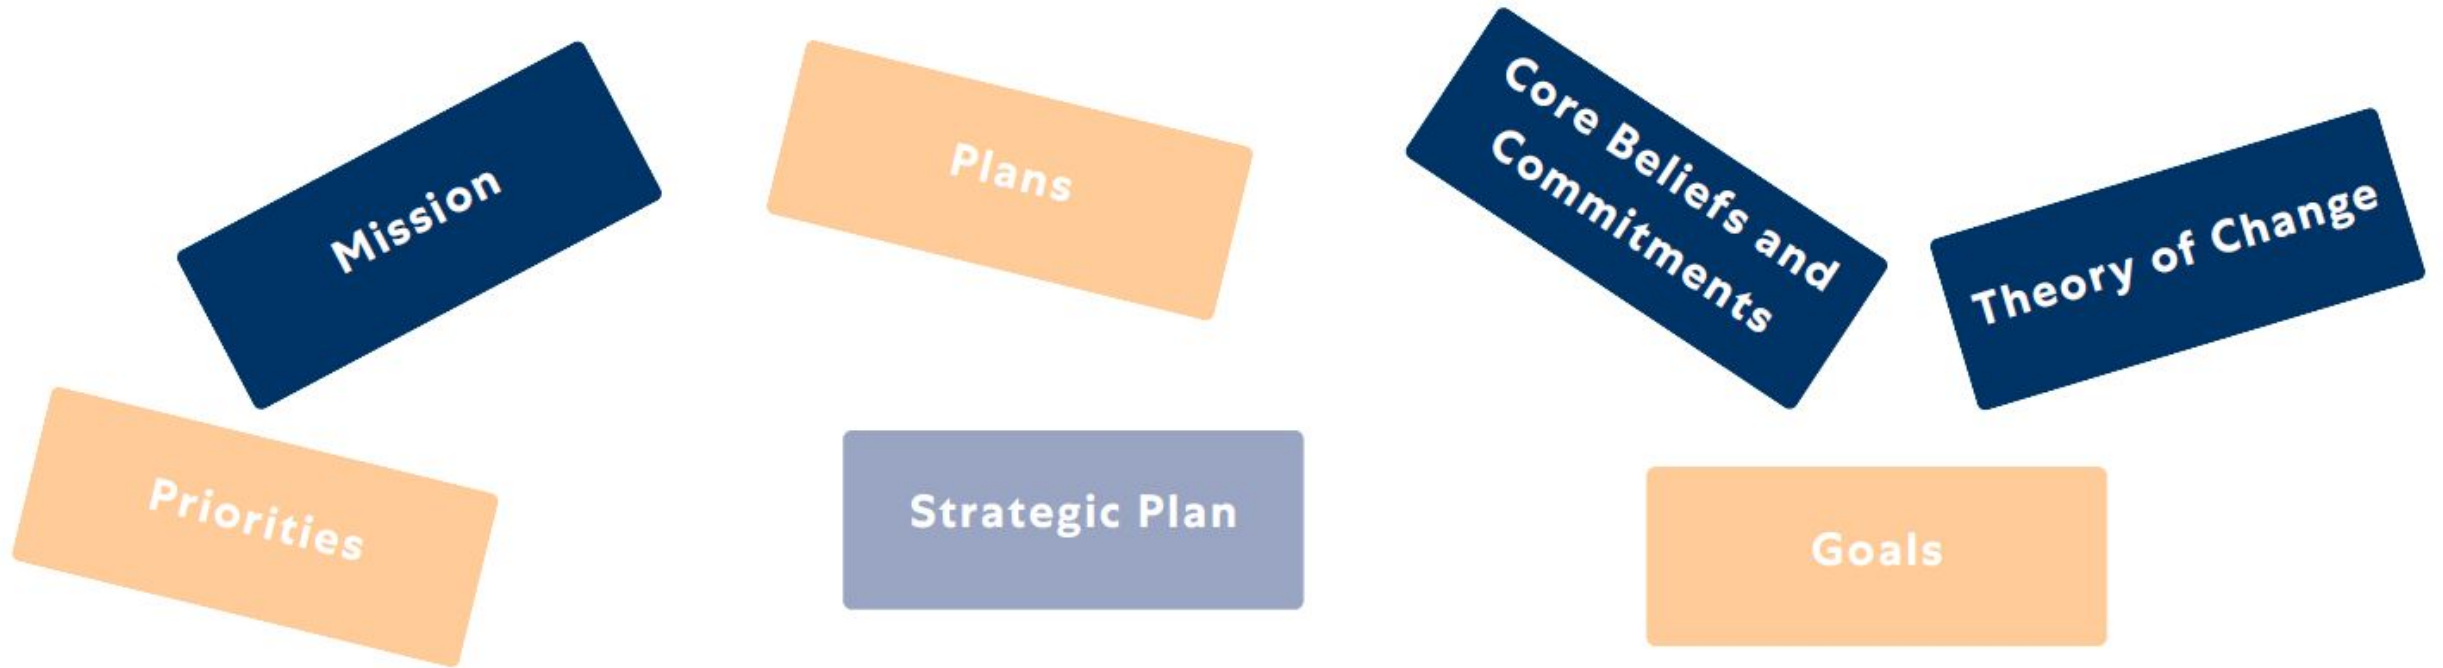 Mission
Plans
Core Beliefs and
Commitments
Theory of Change
Priorities
Strategic Plan
Goals